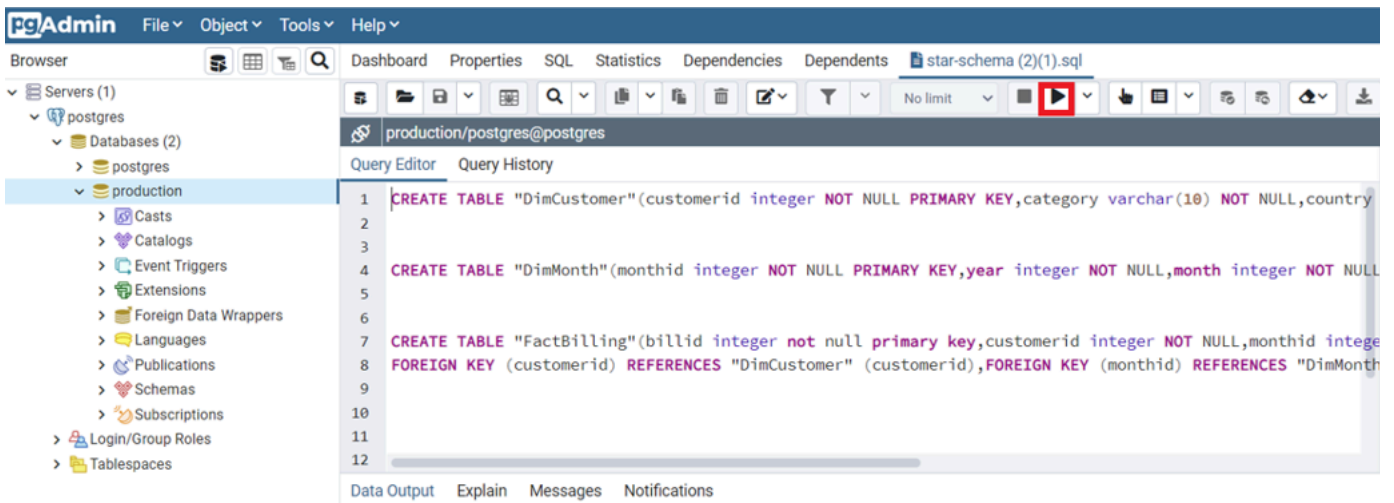 pgAdmin File Object Tools Help
Browser
Dashboard Properties SQL Statistics Dependencies Dependents star-schema (2)(1).sql
Servers (1)
postgres
Databases (2)
postgres
production
Casts
Catalogs
Event Triggers
Extensions
Foreign Data Wrappers
Languages
Publications
Schemas
Subscriptions
Login/Group Roles
Tablespaces
No limit
production/postgres@postgres
Query Editor Query History
1 CREATE TABLE "DimCustomer"(customerid integer NOT NULL PRIMARY KEY,category varchar(10) NOT NULL,country
2
3
4 CREATE TABLE "DimMonth"(monthid integer NOT NULL PRIMARY KEY,year integer NOT NULL,month integer NOT NULL
5
6
7 CREATE TABLE "FactBilling"(billid integer not null primary key,customerid integer NOT NULL,monthid intege
8 FOREIGN KEY (customerid) REFERENCES "DimCustomer" (customerid),FOREIGN KEY (monthid) REFERENCES "DimMonth
9
10
11
12
Data Output Explain Messages Notifications